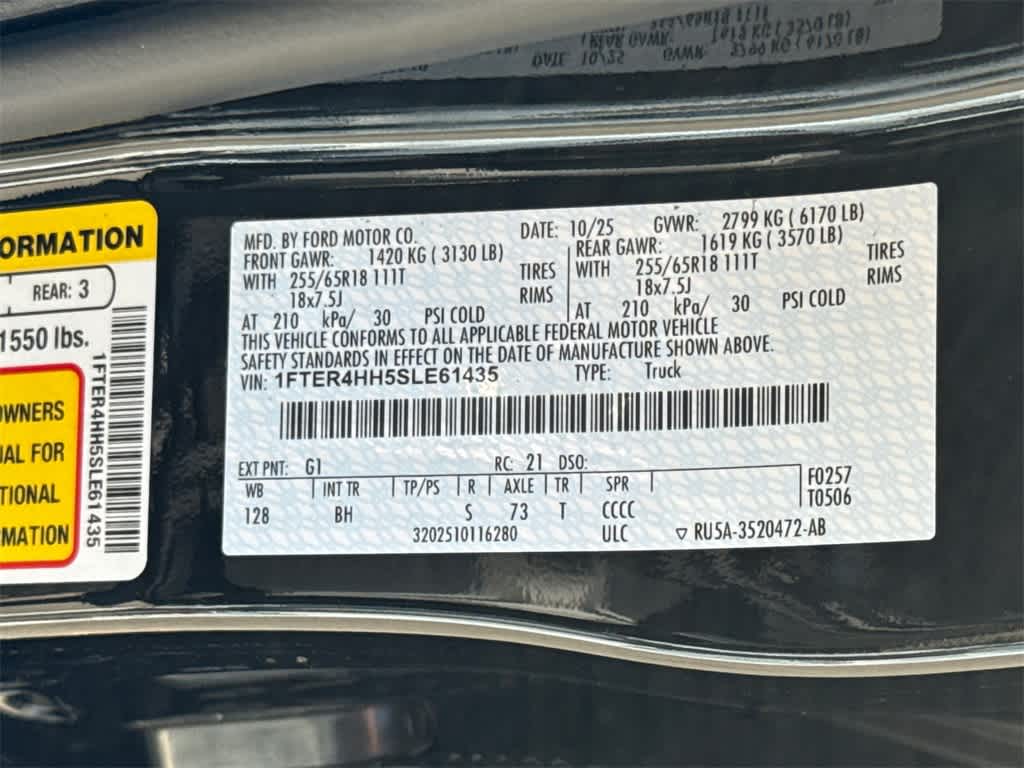 ORMATION
REAR: 3
1550 lbs.
OWNERS
UAL FOR
TIONAL
MATION
1FTER4HH5SLE61435
MFD. BY FORD MOTOR CO. DATE: 10/25 GVWR: 2799 KG ( 6170 LB)
FRONT GAWR: 1420 KG ( 3130 LB) REAR GAWR: 1619 KG ( 3570 LB)
WITH 255/65R18 111T TIRES WITH 255/65R18 111T TIRES
18x7.5J RIMS 18x7.5J RIMS
AT 210 kPa/ 30 PSI COLD AT 210 kPa/ 30 PSI COLD
THIS VEHICLE CONFORMS TO ALL APPLICABLE FEDERAL MOTOR VEHICLE
SAFETY STANDARDS IN EFFECT ON THE DATE OF MANUFACTURE SHOWN ABOVE.
VIN: 1FTER4HH5SLE61435 TYPE: Truck
EXT PNT: G1 RC: 21 DSO:
WB INT TR TP/PS R AXLE TR SPR F0257
128 BH S 73 T CCCC T0506
3202510116280 ULC RU5A-3520472-AB